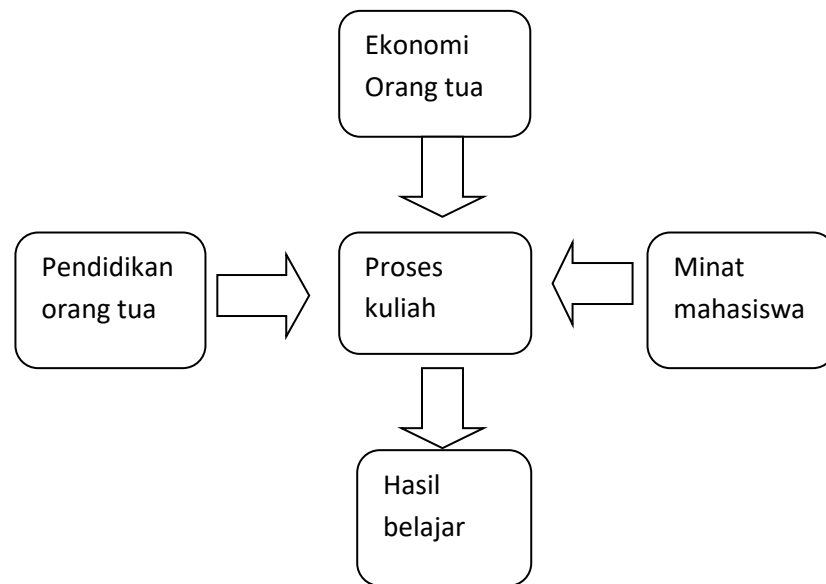 Ekonomi
Orang tua
Pendidikan
orang tua
Proses
kuliah
Minat
mahasiswa
Hasil
belajar